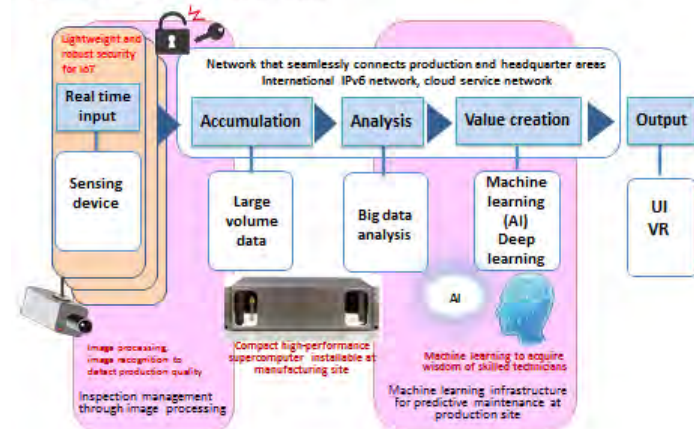 Lightweight and
robust security
for IoT
Network that seamlessly connects production and headquarter areas
International IPv6 network, cloud service network
Real time
input
Accumulation
Analysis
Value creation
Output
Sensing
device
Large
volume
data
Big data
analysis
Machine
learning
(AI)
Deep
learning
UI
VR
AI
Image processing,
image recognition to
detect production quality
Compact high-performance
supercomputer installable at
manufacturing site
Machine learning to acquire
wisdom of skilled technicians
Inspection management
through image processing
Machine learning infrastructure
for predictive maintenance at
production site